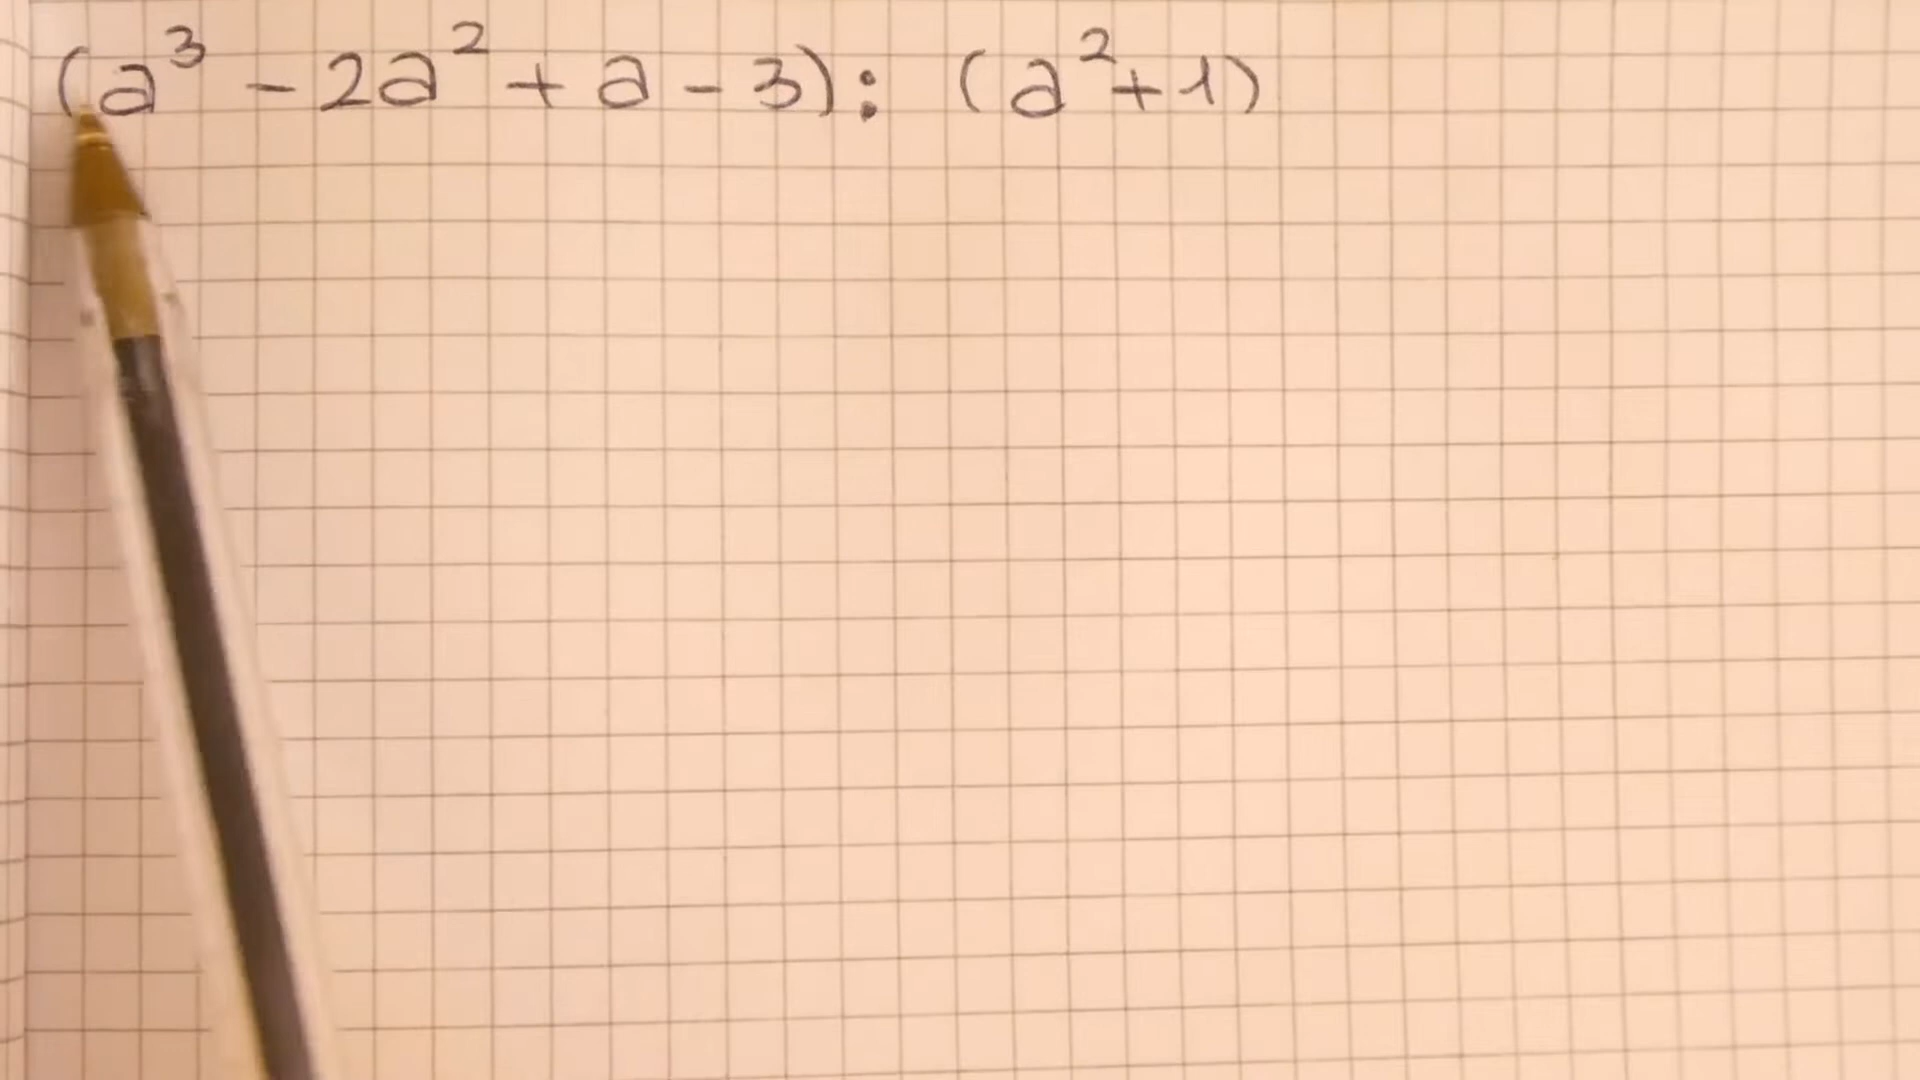 (a³ - 2a² + a - 3) : (a² + 1)